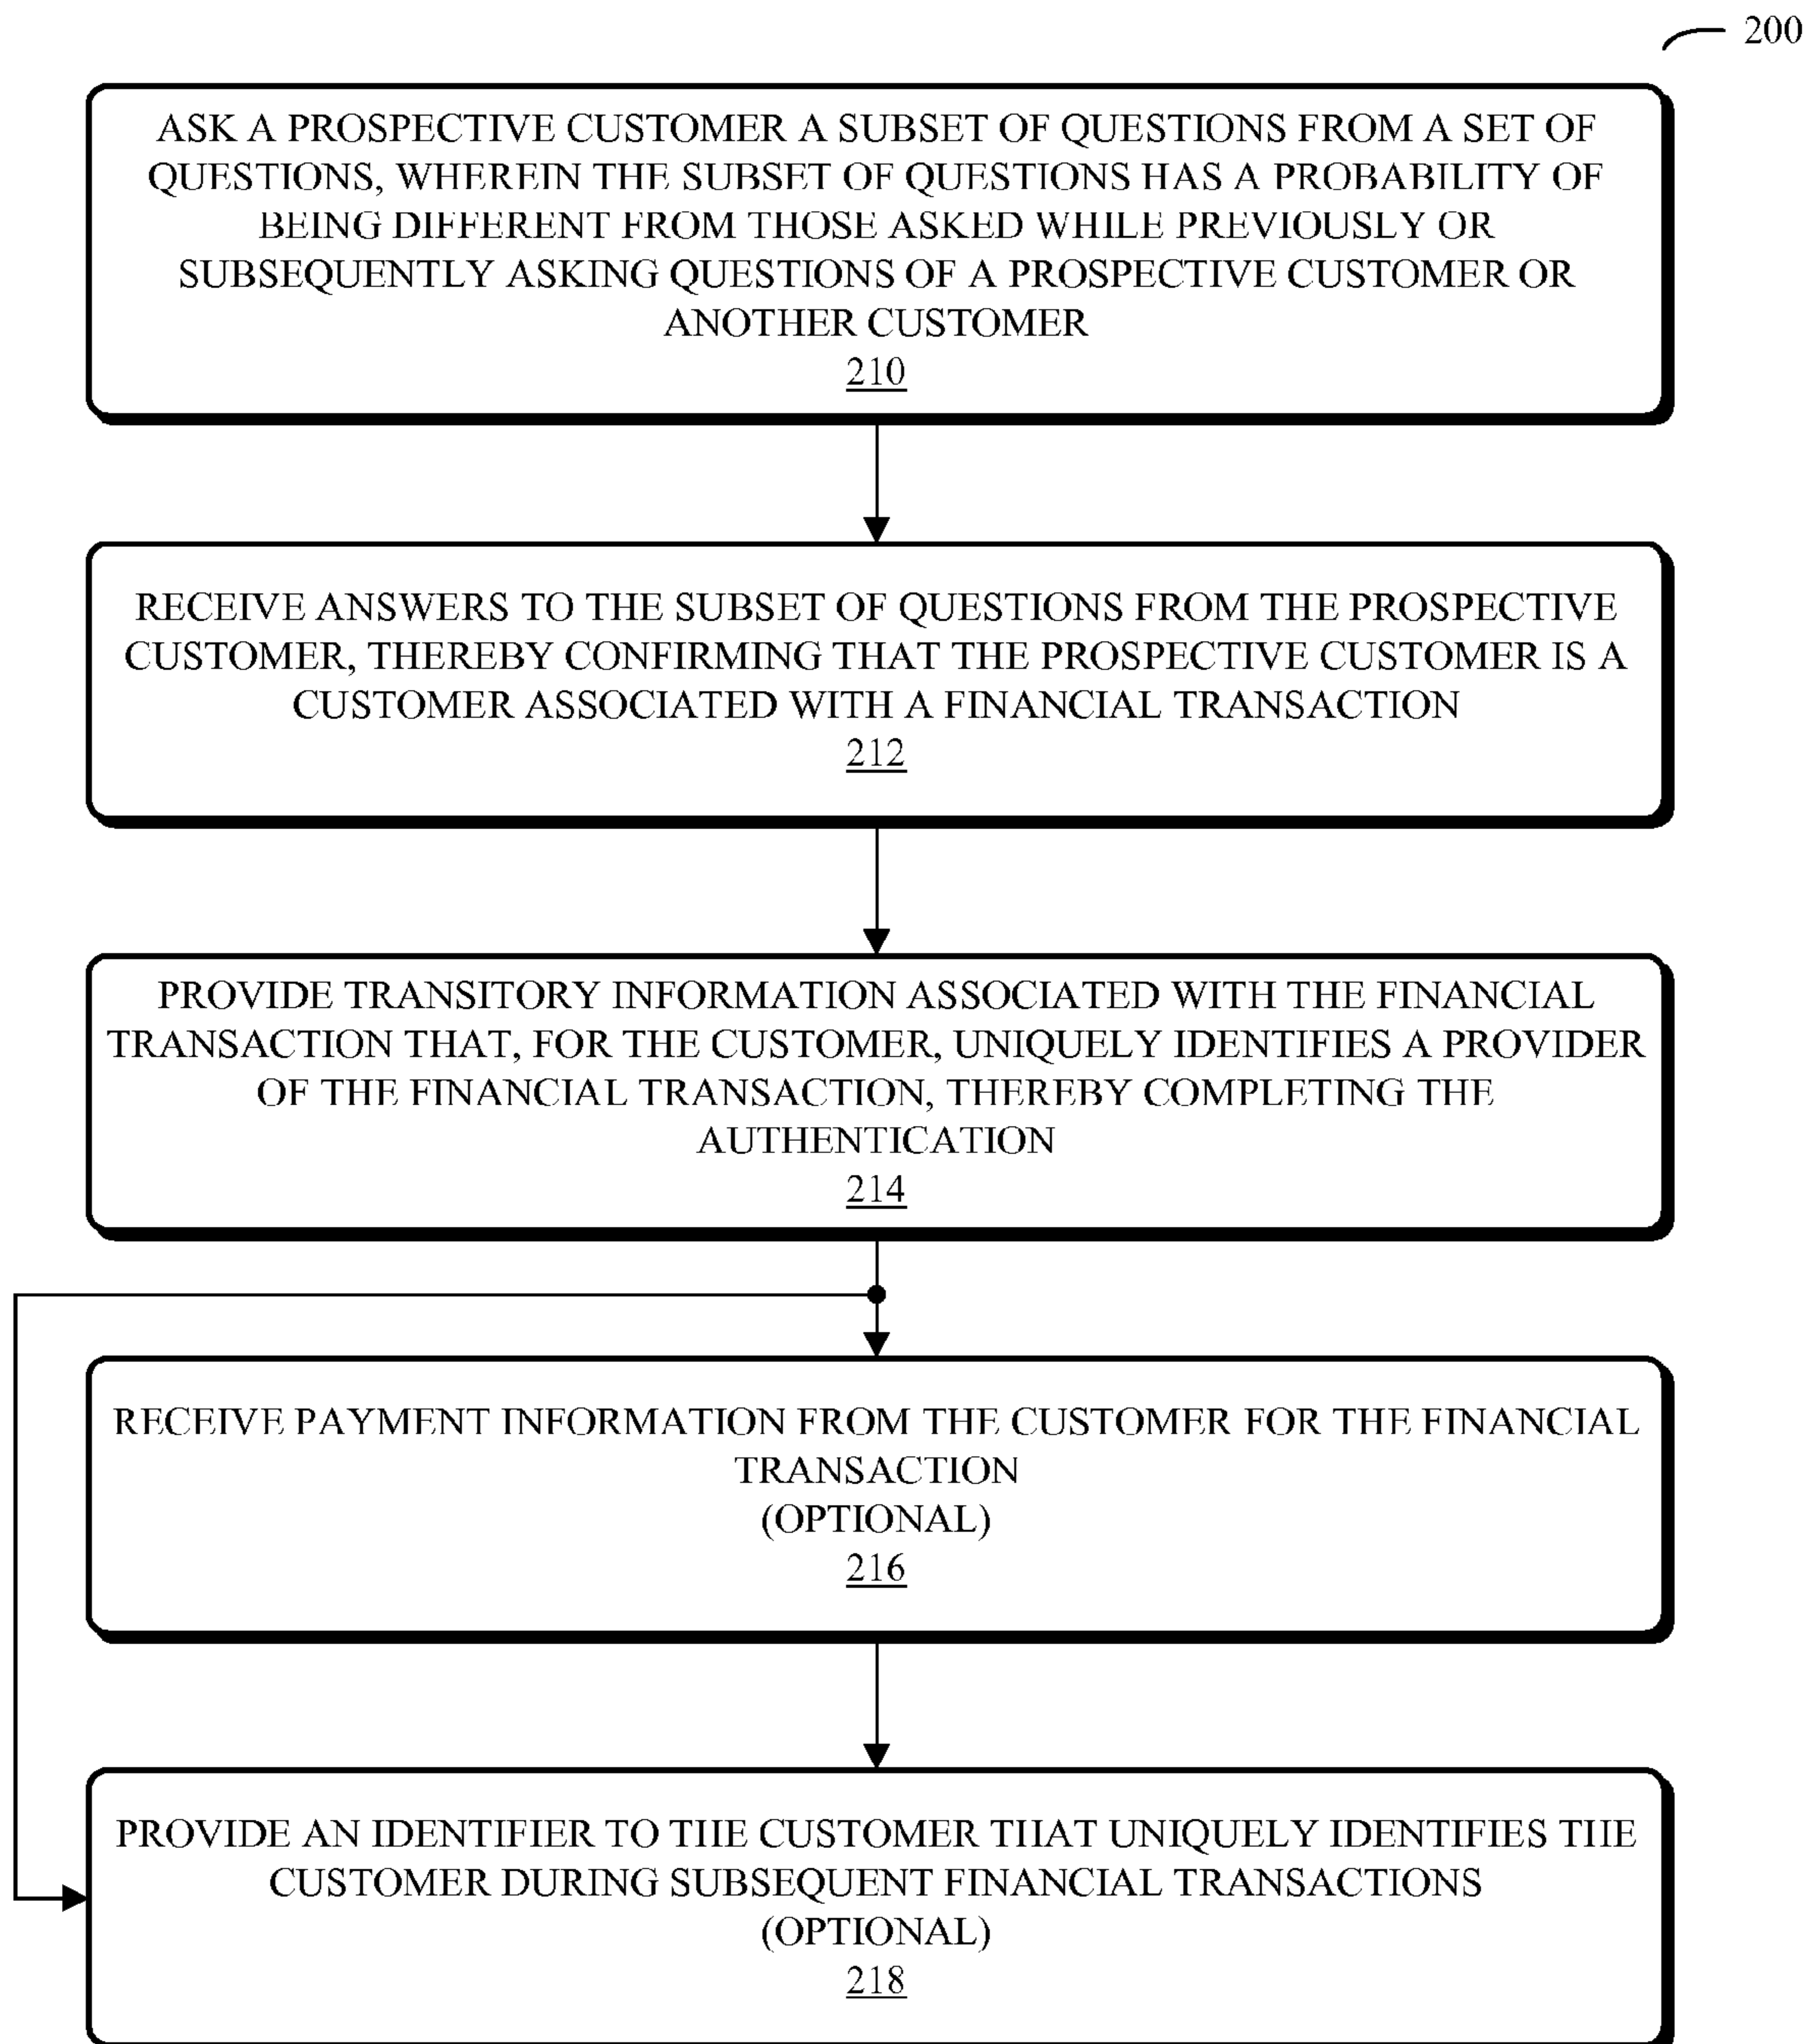 200
ASK A PROSPECTIVE CUSTOMER A SUBSET OF QUESTIONS FROM A SET OF
QUESTIONS, WHEREIN THE SUBSET OF QUESTIONS HAS A PROBABILITY OF
BEING DIFFERENT FROM THOSE ASKED WHILE PREVIOUSLY OR
SUBSEQUENTLY ASKING QUESTIONS OF A PROSPECTIVE CUSTOMER OR
ANOTHER CUSTOMER
210
RECEIVE ANSWERS TO THE SUBSET OF QUESTIONS FROM THE PROSPECTIVE
CUSTOMER, THEREBY CONFIRMING THAT THE PROSPECTIVE CUSTOMER IS A
CUSTOMER ASSOCIATED WITH A FINANCIAL TRANSACTION
212
PROVIDE TRANSITORY INFORMATION ASSOCIATED WITH THE FINANCIAL
TRANSACTION THAT, FOR THE CUSTOMER, UNIQUELY IDENTIFIES A PROVIDER
OF THE FINANCIAL TRANSACTION, THEREBY COMPLETING THE
AUTHENTICATION
214
RECEIVE PAYMENT INFORMATION FROM THE CUSTOMER FOR THE FINANCIAL
TRANSACTION
(OPTIONAL)
216
PROVIDE AN IDENTIFIER TO THE CUSTOMER THAT UNIQUELY IDENTIFIES THE
CUSTOMER DURING SUBSEQUENT FINANCIAL TRANSACTIONS
(OPTIONAL)
218